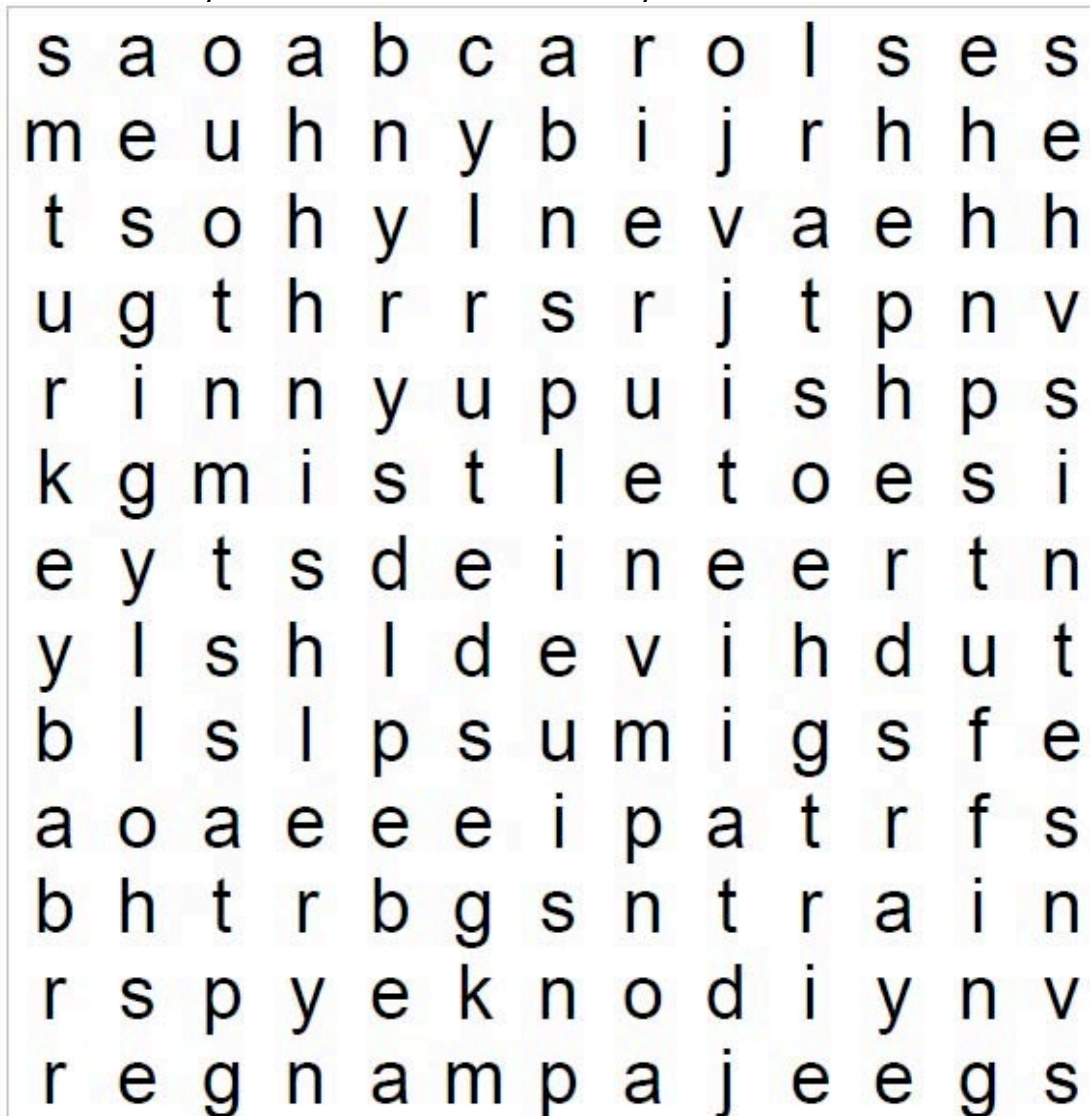 s a o a b c a r o l s e s
m e u h n y b i j r h h e
t s o h y l n e v a e h h
u g t h r r s r j t p n v
r i n n y u p u i s h p s
k g m i s t l e t o e s i
e y t s d e i n e e r t n
y l s h l d e v i h d u t
b l s l p s u m i g s f e
a o a e e e i p a t r f s
b h t r b g s n t r a i n
r s p y e k n o d i y n v
r e g n a m p a j e e g s